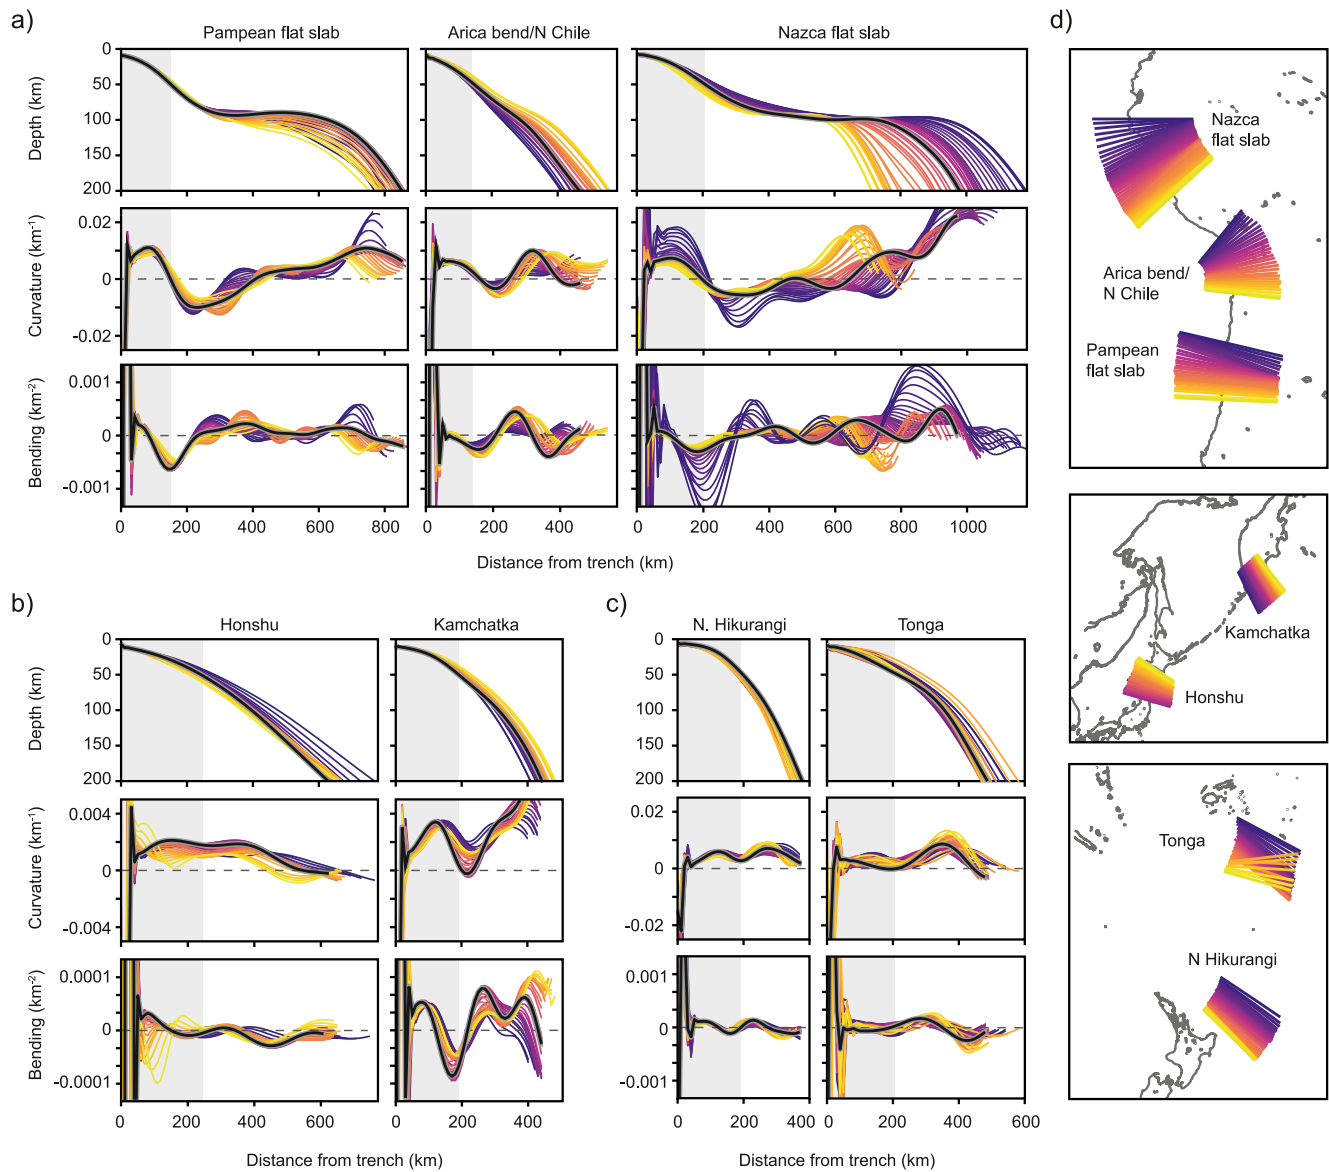 a)
Pampean flat slab
Arica bend/N Chile
Nazca flat slab
Depth (km)
0
50
100
150
200
Curvature (km-1)
0.02
0
-0.02
Bending (km-2)
0.001
0
-0.001
0 200 400 600 800
0 200 400
0 200 400 600 800 1000
Distance from trench (km)
b)
Honshu
Kamchatka
Depth (km)
0
50
100
150
200
Curvature (km-1)
0.004
0
-0.004
Bending (km-2)
0.0001
0
-0.0001
0 200 400 600
0 200 400
Distance from trench (km)
c)
N. Hikurangi
Tonga
0
50
100
150
200
0.02
0
-0.02
0.001
0
-0.001
0 200 400
0 200 400 600
Distance from trench (km)
d)
Nazca
flat slab
Arica bend/
N Chile
Pampean
flat slab
Kamchatka
Honshu
Tonga
N Hikurangi